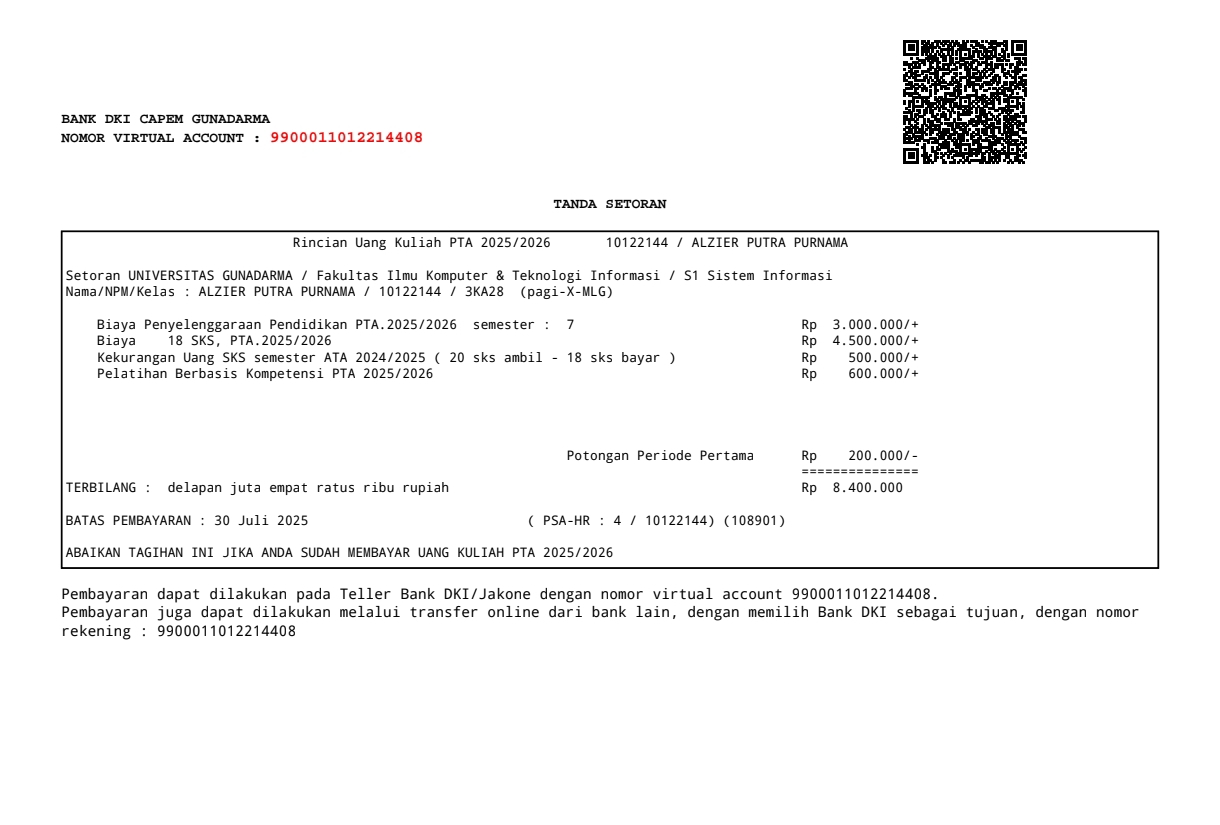 BANK DKI CAPEM GUNADARMA
NOMOR VIRTUAL ACCOUNT : 9900011012214408
TANDA SETORAN
Rincian Uang Kuliah PTA 2025/2026 10122144 / ALZIER PUTRA PURNAMA
Setoran UNIVERSITAS GUNADARMA / Fakultas Ilmu Komputer & Teknologi Informasi / S1 Sistem Informasi
Nama/NPM/Kelas : ALZIER PUTRA PURNAMA / 10122144 / 3KA28 (pagi-X-MLG)
Biaya Penyelenggaraan Pendidikan PTA.2025/2026 semester : 7 Rp 3.000.000/+
Biaya 18 SKS, PTA.2025/2026 Rp 4.500.000/+
Kekurangan Uang SKS semester ATA 2024/2025 ( 20 sks ambil - 18 sks bayar ) Rp 500.000/+
Pelatihan Berbasis Kompetensi PTA 2025/2026 Rp 600.000/+
Potongan Periode Pertama Rp 200.000/-
===============
TERBILANG : delapan juta empat ratus ribu rupiah Rp 8.400.000
BATAS PEMBAYARAN : 30 Juli 2025 ( PSA-HR : 4 / 10122144) (108901)
ABAIKAN TAGIHAN INI JIKA ANDA SUDAH MEMBAYAR UANG KULIAH PTA 2025/2026
Pembayaran dapat dilakukan pada Teller Bank DKI/Jakone dengan nomor virtual account 9900011012214408.
Pembayaran juga dapat dilakukan melalui transfer online dari bank lain, dengan memilih Bank DKI sebagai tujuan, dengan nomor
rekening : 9900011012214408